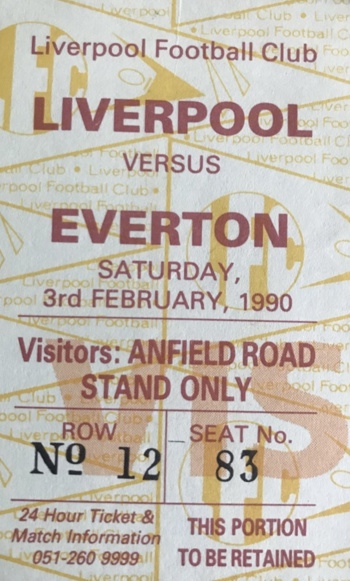 Liverpool Football Club
LIVERPOOL
VERSUS
EVERTON
SATURDAY,
3rd FEBRUARY, 1990
Visitors: ANFIELD ROAD
STAND ONLY
VIS
ROW
SEAT No.
Nº 12
83
24 Hour Ticket &
Match Information
051-260 9999
THIS PORTION
TO BE RETAINED